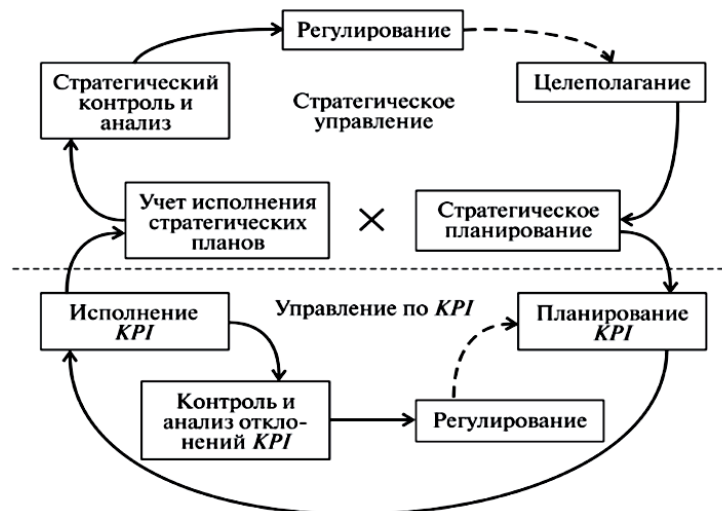 Регулирование
Стратегический
контроль и
анализ
Целеполагание
Стратегическое
управление
Учет исполнения
стратегических
планов
Стратегическое
планирование
Исполнение
KPI
Управление по KPI
Планирование
KPI
Контроль и
анализ откло-
нений KPI
Регулирование